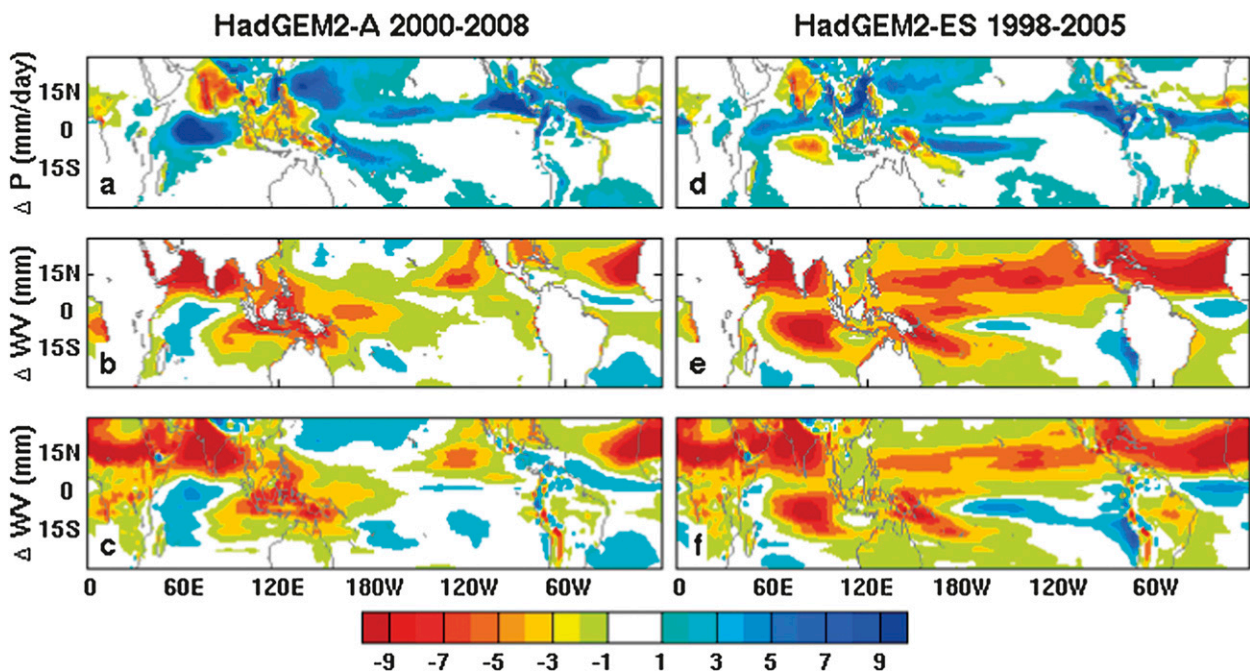 HadGEM2-A 2000-2008 HadGEM2-ES 1998-2005
Δ P (mm/day)
15N
0
15S
a
d
Δ WV (mm)
15N
0
15S
b
e
Δ WV (mm)
15N
0
15S
c
f
0 60E 120E 180W 120W 60W 0 60E 120E 180W 120W 60W
-9 -7 -5 -3 -1 1 3 5 7 9